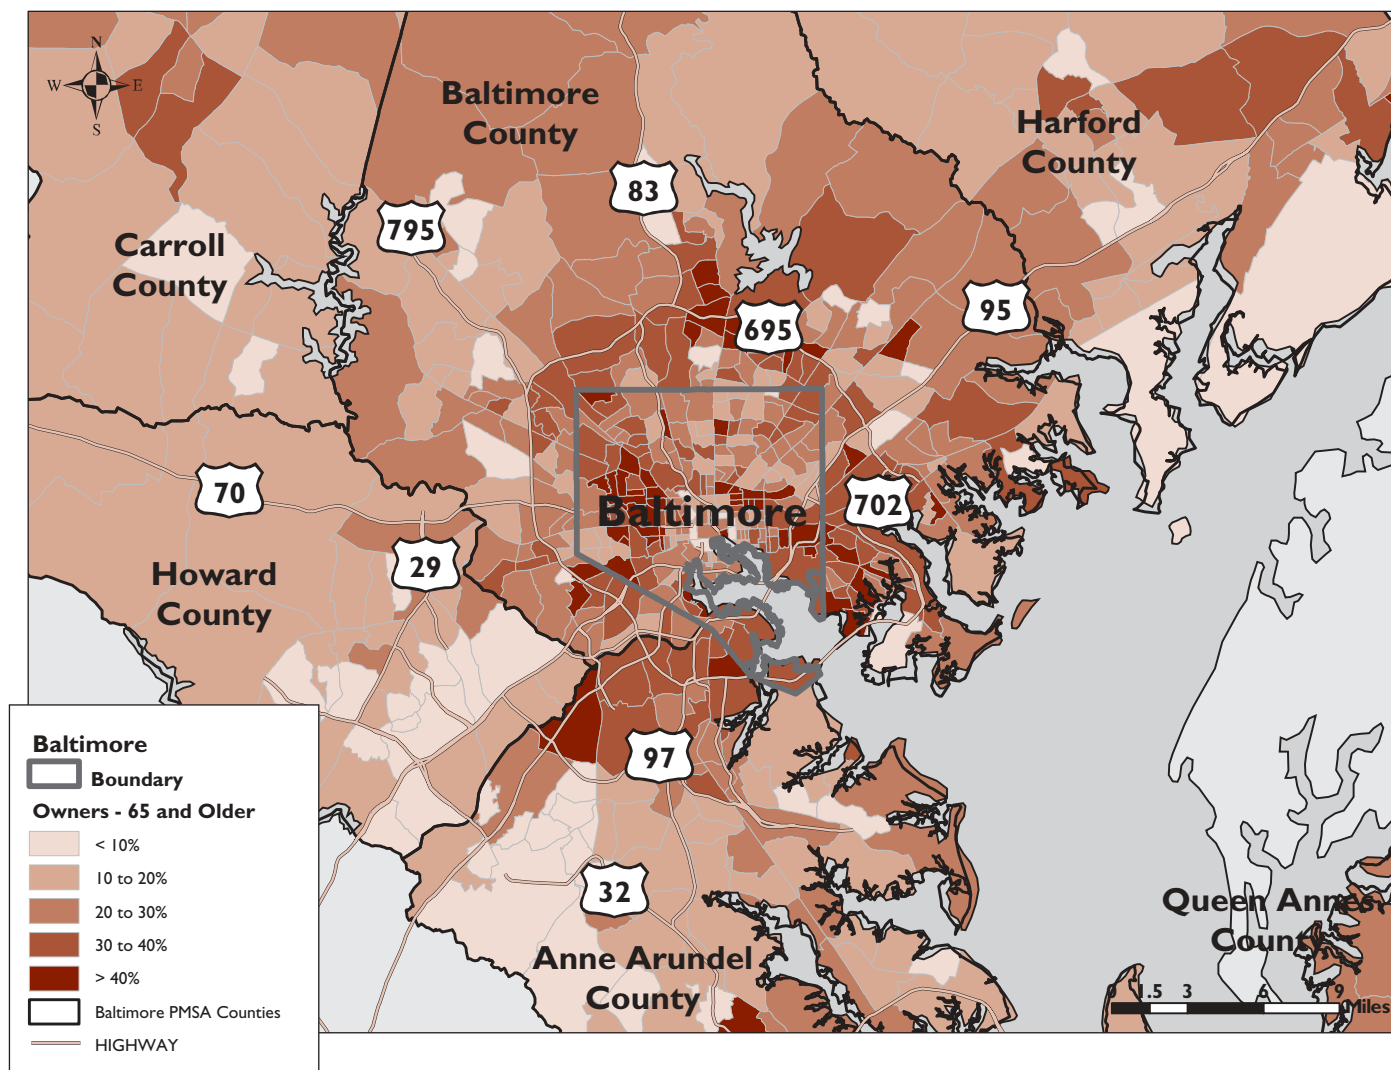 N
W E
S
Baltimore
County
Harford
County
83
795
Carroll
County
95
695
70
Baltimore
702
29
Howard
County
97
32
Queen Annes
County
Anne Arundel
County
0 1.5 3 6 9
Miles
Baltimore
Boundary
Owners - 65 and Older
< 10%
10 to 20%
20 to 30%
30 to 40%
> 40%
Baltimore PMSA Counties
HIGHWAY